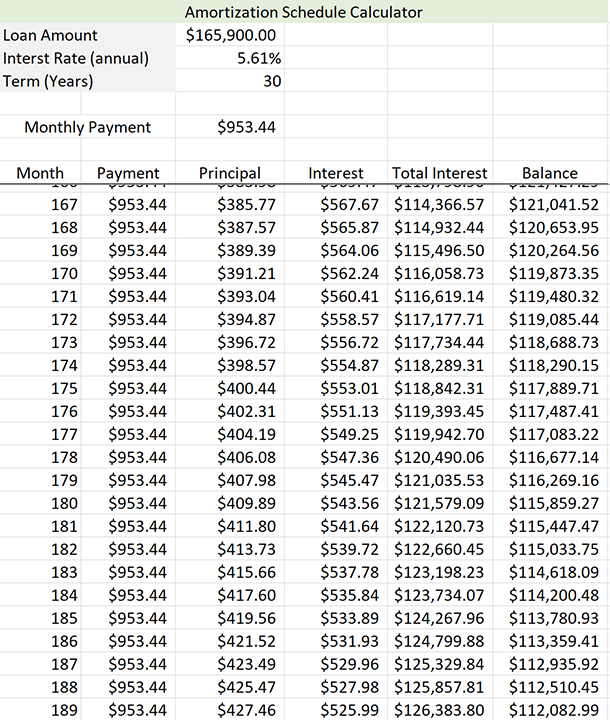 Amortization Schedule Calculator
Loan Amount $165,900.00
Interst Rate (annual) 5.61%
Term (Years) 30
Monthly Payment $953.44
Month Payment Principal Interest Total Interest Balance
167 $953.44 $385.77 $567.67 $114,366.57 $121,041.52
168 $953.44 $387.57 $565.87 $114,932.44 $120,653.95
169 $953.44 $389.39 $564.06 $115,496.50 $120,264.56
170 $953.44 $391.21 $562.24 $116,058.73 $119,873.35
171 $953.44 $393.04 $560.41 $116,619.14 $119,480.32
172 $953.44 $394.87 $558.57 $117,177.71 $119,085.44
173 $953.44 $396.72 $556.72 $117,734.44 $118,688.73
174 $953.44 $398.57 $554.87 $118,289.31 $118,290.15
175 $953.44 $400.44 $553.01 $118,842.31 $117,889.71
176 $953.44 $402.31 $551.13 $119,393.45 $117,487.41
177 $953.44 $404.19 $549.25 $119,942.70 $117,083.22
178 $953.44 $406.08 $547.36 $120,490.06 $116,677.14
179 $953.44 $407.98 $545.47 $121,035.53 $116,269.16
180 $953.44 $409.89 $543.56 $121,579.09 $115,859.27
181 $953.44 $411.80 $541.64 $122,120.73 $115,447.47
182 $953.44 $413.73 $539.72 $122,660.45 $115,033.75
183 $953.44 $415.66 $537.78 $123,198.23 $114,618.09
184 $953.44 $417.60 $535.84 $123,734.07 $114,200.48
185 $953.44 $419.56 $533.89 $124,267.96 $113,780.93
186 $953.44 $421.52 $531.93 $124,799.88 $113,359.41
187 $953.44 $423.49 $529.96 $125,329.84 $112,935.92
188 $953.44 $425.47 $527.98 $125,857.81 $112,510.45
189 $953.44 $427.46 $525.99 $126,383.80 $112,082.99